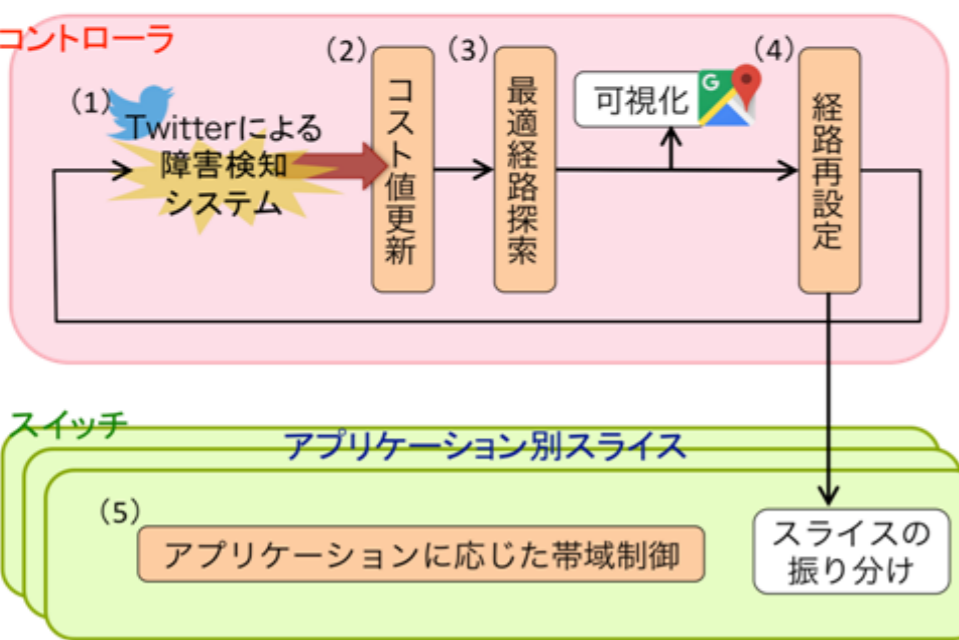 コントローラ
(1)
Twitterによる
障害検知
システム
(2)
コスト値更新
(3)
最適経路探索
可視化
G
(4)
経路再設定
スイッチ
アプリケーション別スライス
(5)
アプリケーションに応じた帯域制御
スライスの
振り分け